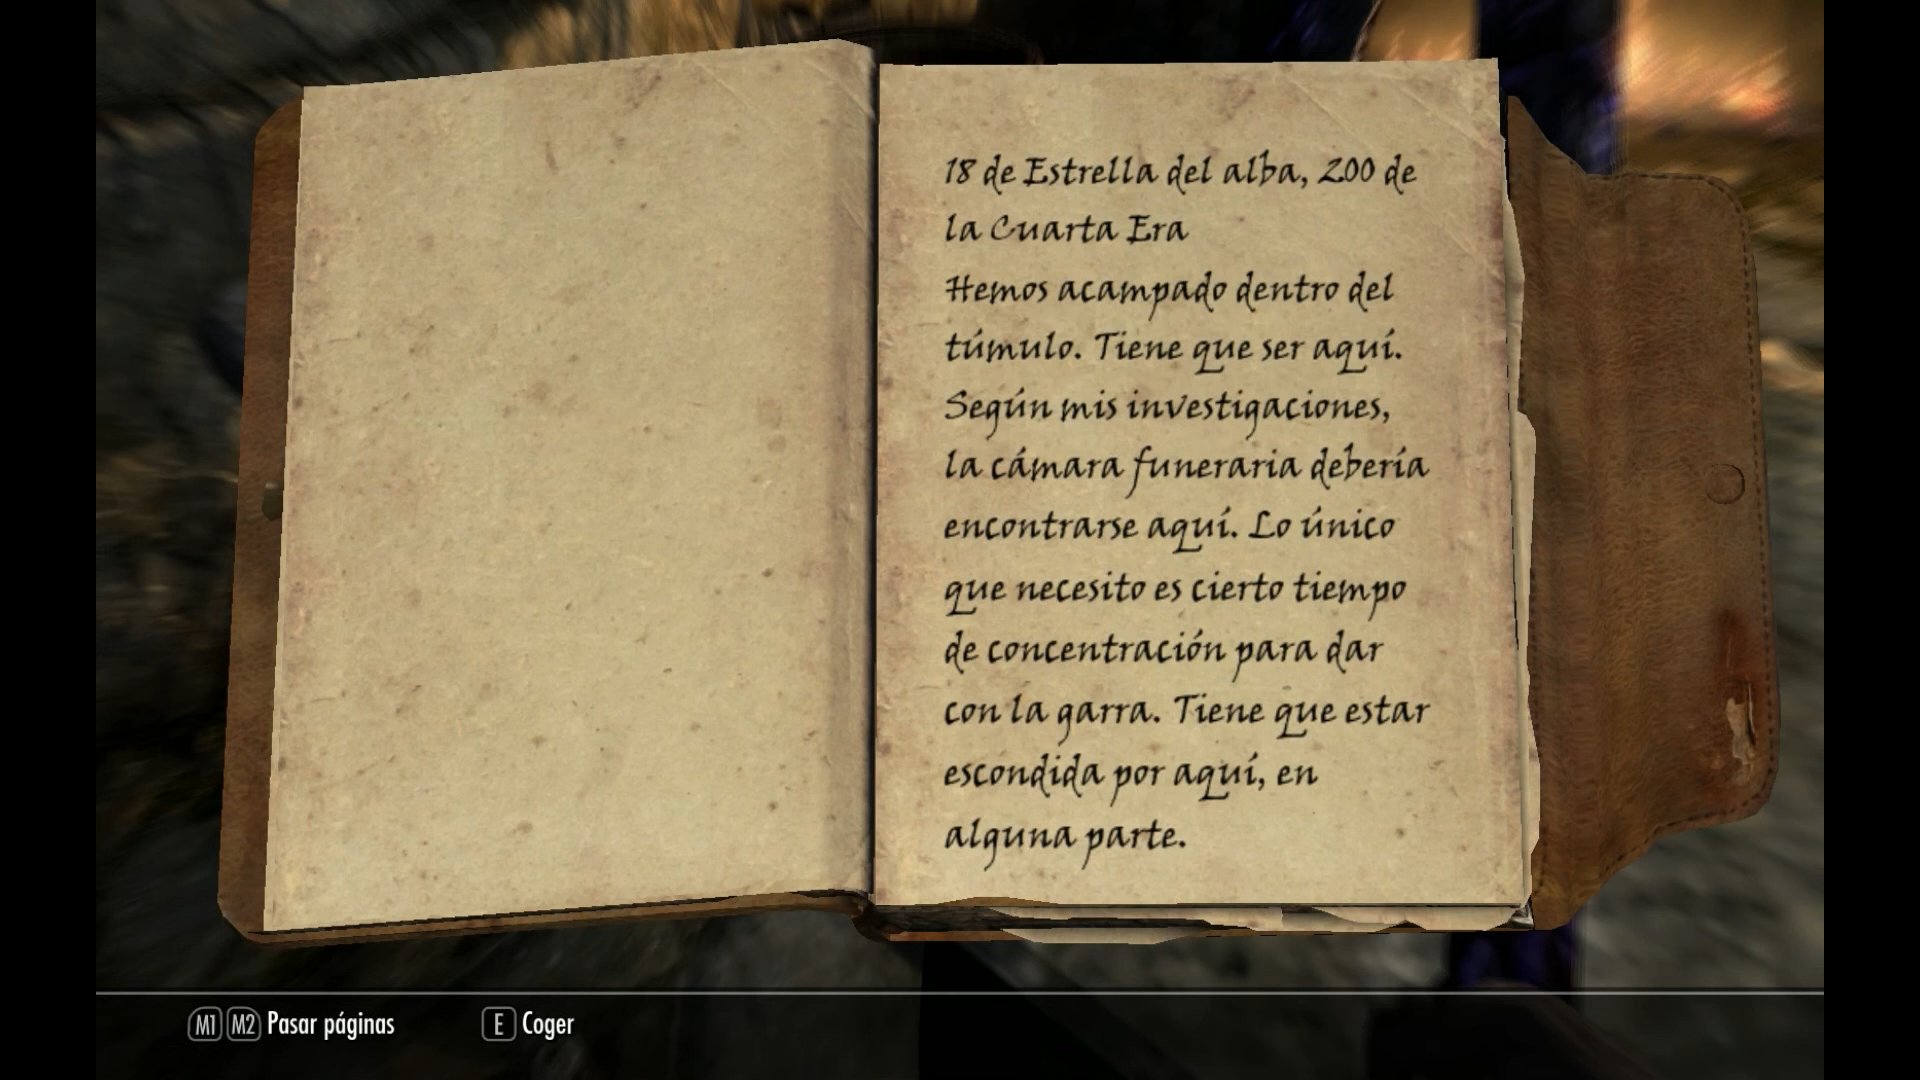 18 de Estrella del alba, 200 de
la Cuarta Era
Hemos acampado dentro del
túmulo. Tiene que ser aquí.
Según mis investigaciones,
la cámara funeraria debería
encontrarse aquí. Lo único
que necesito es cierto tiempo
de concentración para dar
con la garra. Tiene que estar
escondida por aquí, en
alguna parte.
M1 M2 Pasar páginas
E Coger